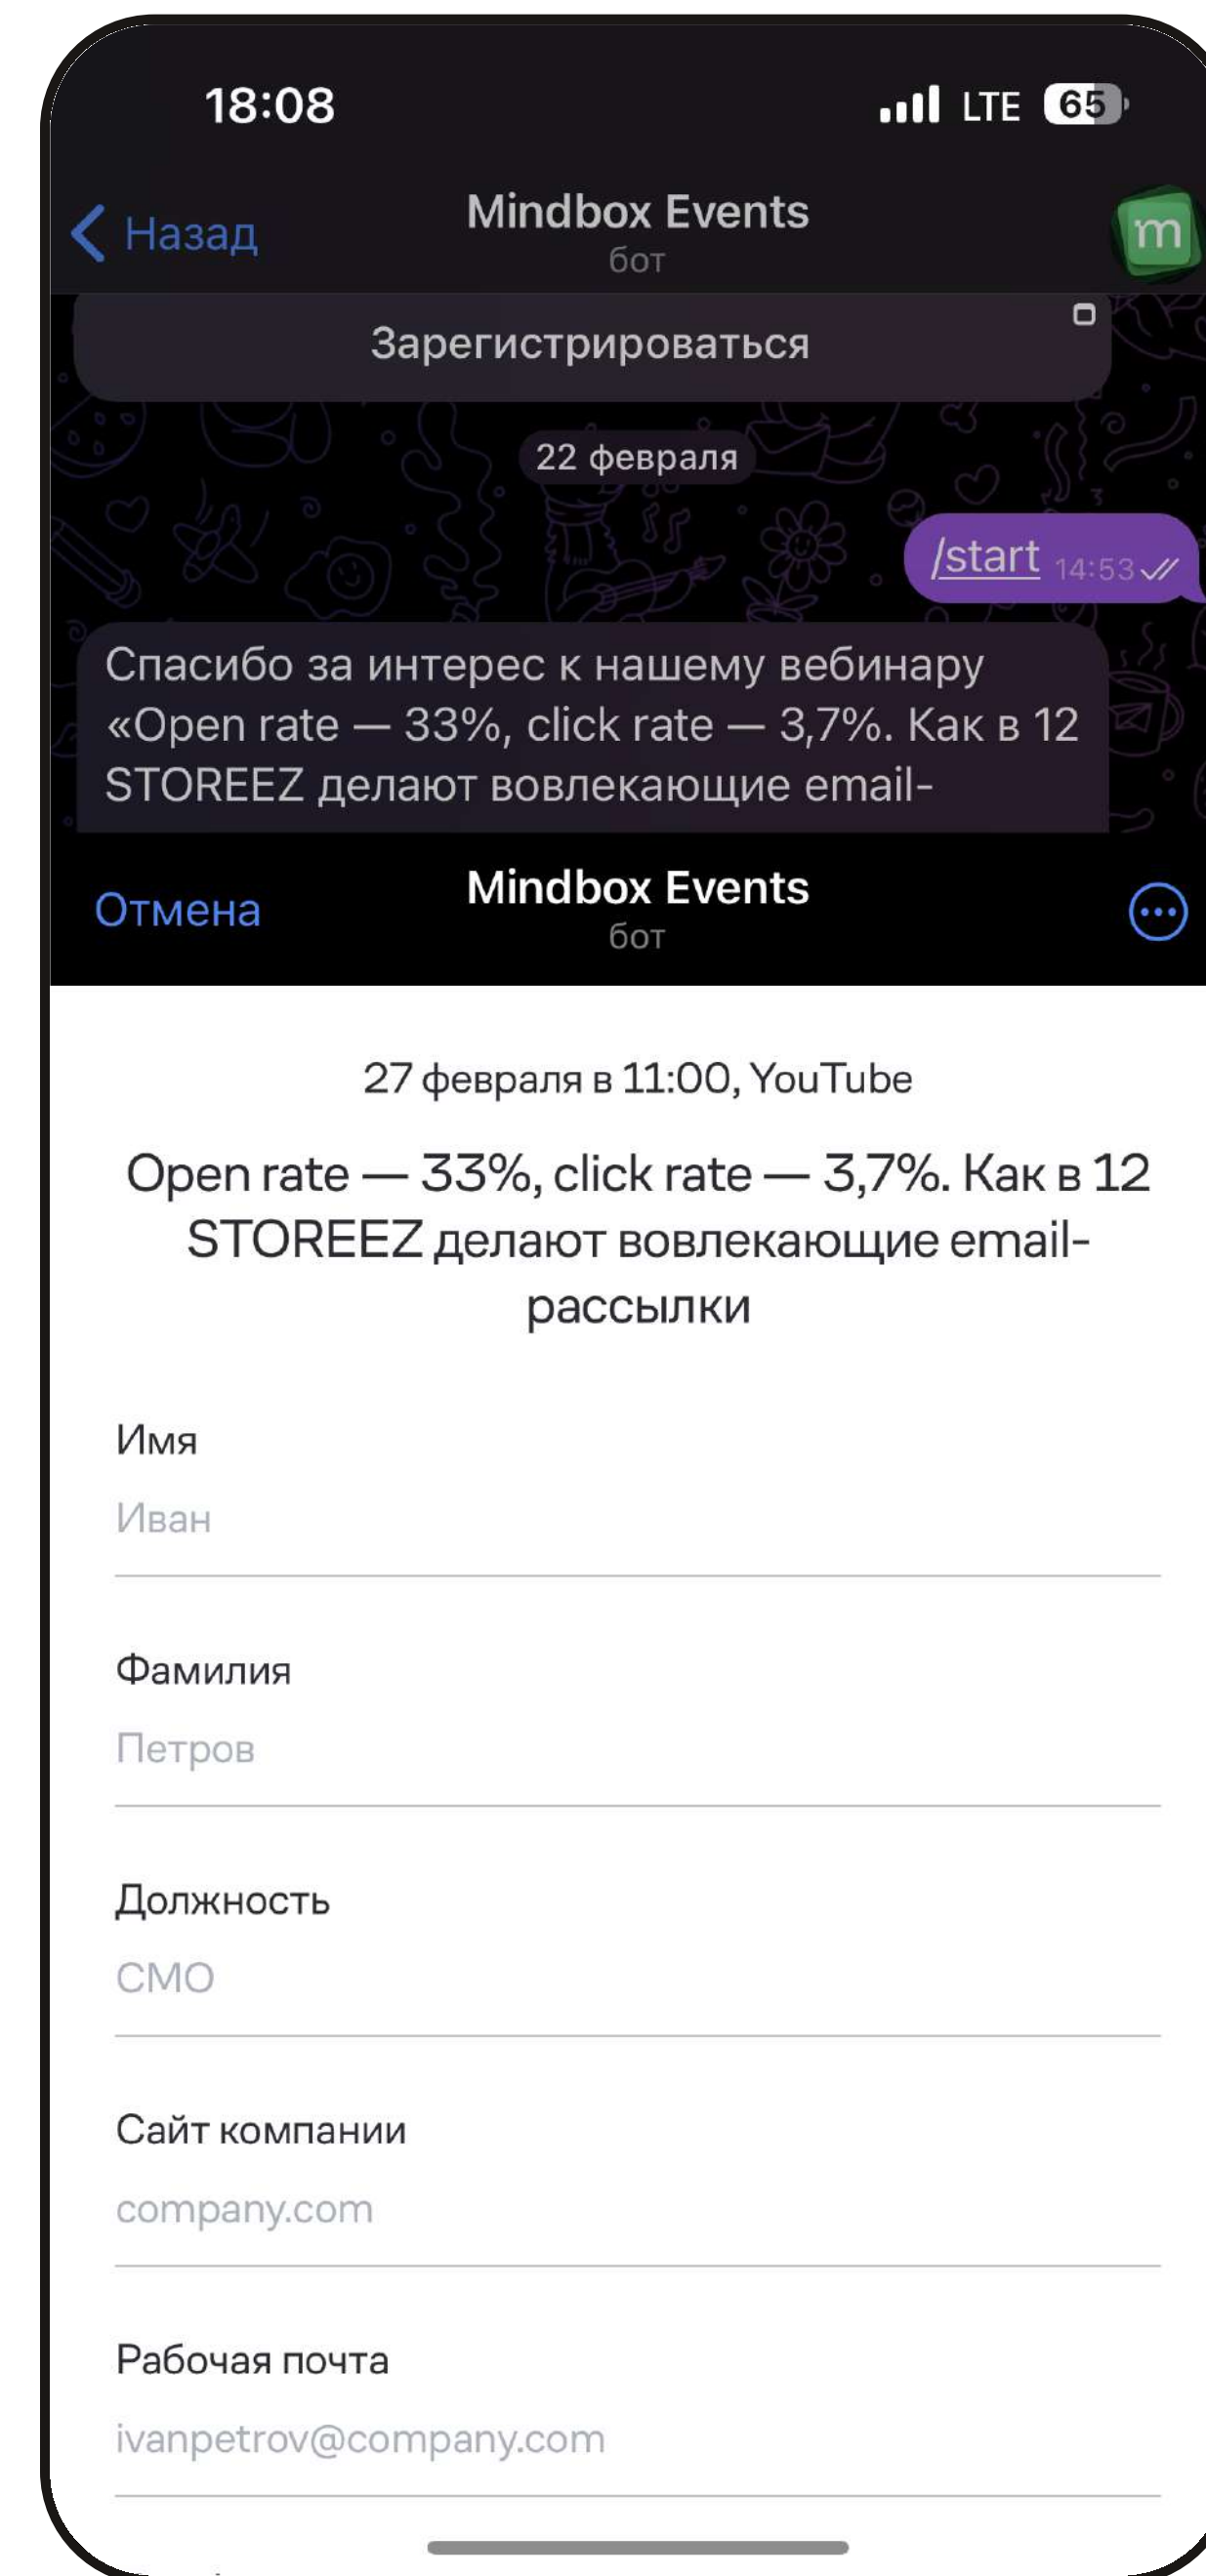 18:08
LTE 65
Назад
Mindbox Events
бот
m
Зарегистрироваться
22 февраля
/start 14:53
Спасибо за интерес к нашему вебинару
«Open rate — 33%, click rate — 3,7%. Как в 12
STOREEZ делают вовлекающие email-
Отмена
Mindbox Events
бот
27 февраля в 11:00, YouTube
Open rate — 33%, click rate — 3,7%. Как в 12
STOREEZ делают вовлекающие email-
рассылки
Имя
Иван
Фамилия
Петров
Должность
CMO
Сайт компании
company.com
Рабочая почта
ivanpetrov@company.com